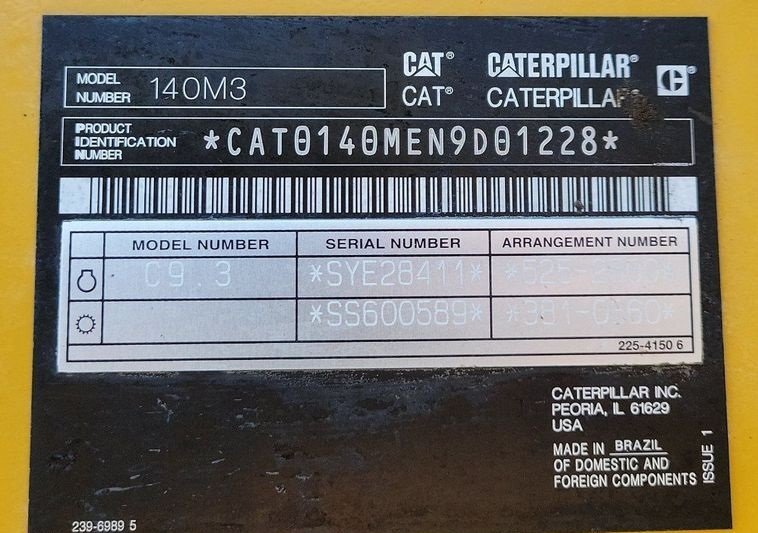 MODEL NUMBER 140M3
CAT® CATERPILLAR®
CAT® CATERPILLAR
PRODUCT IDENTIFICATION NUMBER *CAT0140MEN9D01228*
MODEL NUMBER SERIAL NUMBER ARRANGEMENT NUMBER
C9.3 *SYE28411*
*SS600589*
225-4150 6
CATERPILLAR INC.
PEORIA, IL 61629
USA
MADE IN BRAZIL
OF DOMESTIC AND
FOREIGN COMPONENTS
ISSUE 1
239-6989 5